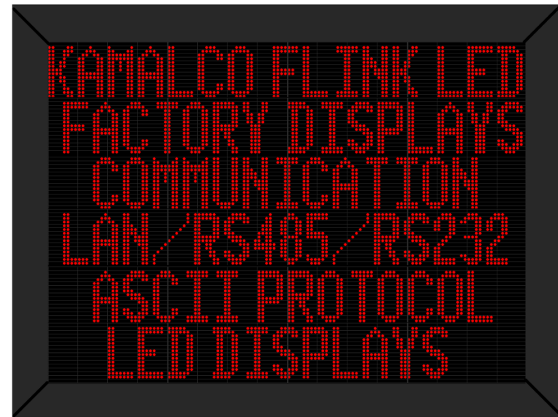 KAMALCO FLINK LED
FACTORY DISPLAYS
COMMUNICATION
LAN/RS485/RS232
ASCII PROTOCOL
LED DISPLAYS